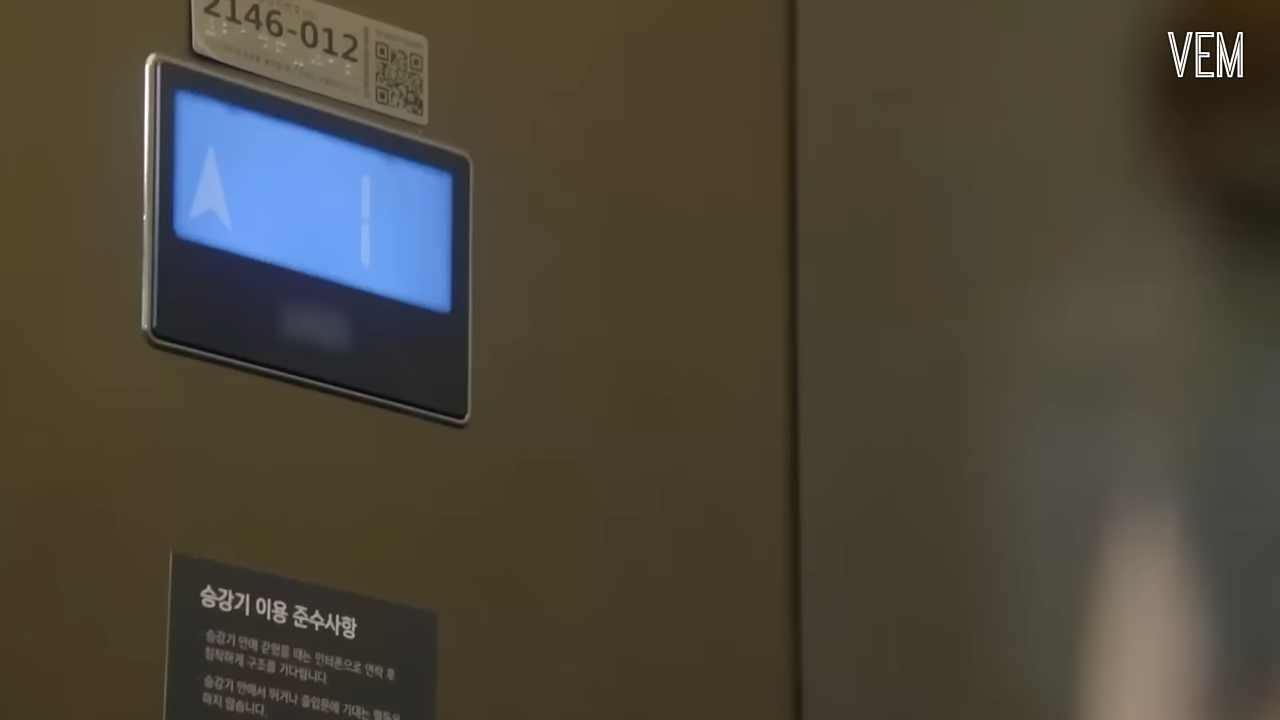 VEM
2146-012
1
승강기 이용 준수사항
승강기 안에 갇혔을 때는 인터폰으로 연락 후
침착하게 구조를 기다립니다.
승강기 안에서 뛰거나 출입문에 기대는 행동은
하지 않습니다.